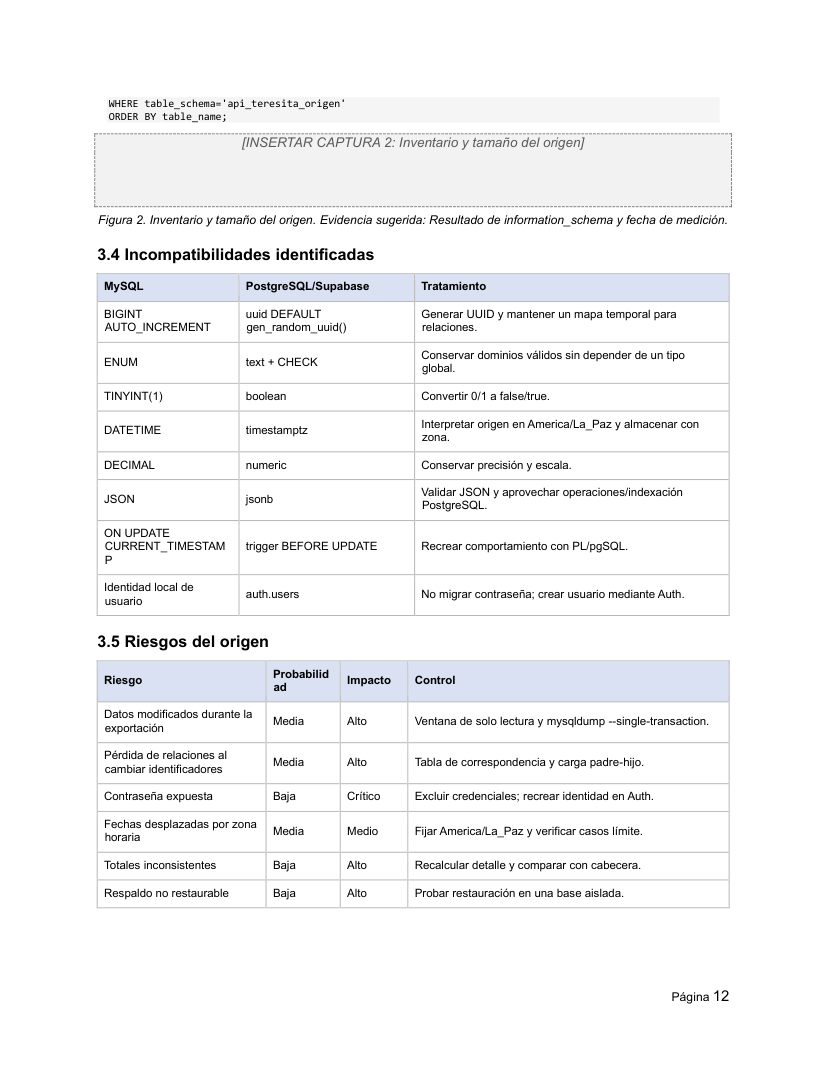 WHERE table_schema='api_teresita_origen'
ORDER BY table_name;
[INSERTAR CAPTURA 2: Inventario y tamaño del origen]
Figura 2. Inventario y tamaño del origen. Evidencia sugerida: Resultado de information_schema y fecha de medición.
3.4 Incompatibilidades identificadas
MySQL PostgreSQL/Supabase Tratamiento
BIGINT
AUTO_INCREMENT
uuid DEFAULT
gen_random_uuid()
Generar UUID y mantener un mapa temporal para
relaciones.
ENUM
text + CHECK
Conservar dominios válidos sin depender de un tipo
global.
TINYINT(1) boolean Convertir 0/1 a false/true.
DATETIME
timestamptz
Interpretar origen en America/La_Paz y almacenar con
zona.
DECIMAL numeric Conservar precisión y escala.
JSON
jsonb
Validar JSON y aprovechar operaciones/indexación
PostgreSQL.
ON UPDATE
CURRENT_TIMESTAM
P
trigger BEFORE UPDATE
Recrear comportamiento con PL/pgSQL.
Identidad local de
usuario
auth.users
No migrar contraseña; crear usuario mediante Auth.
3.5 Riesgos del origen
Riesgo
Probabilid
ad
Impacto
Control
Datos modificados durante la
exportación
Media
Alto
Ventana de solo lectura y mysqldump --single-transaction.
Pérdida de relaciones al
cambiar identificadores
Media
Alto
Tabla de correspondencia y carga padre-hijo.
Contraseña expuesta Baja Crítico Excluir credenciales; recrear identidad en Auth.
Fechas desplazadas por zona
horaria
Media
Medio
Fijar America/La_Paz y verificar casos límite.
Totales inconsistentes Baja Alto Recalcular detalle y comparar con cabecera.
Respaldo no restaurable Baja Alto Probar restauración en una base aislada.
Página 12